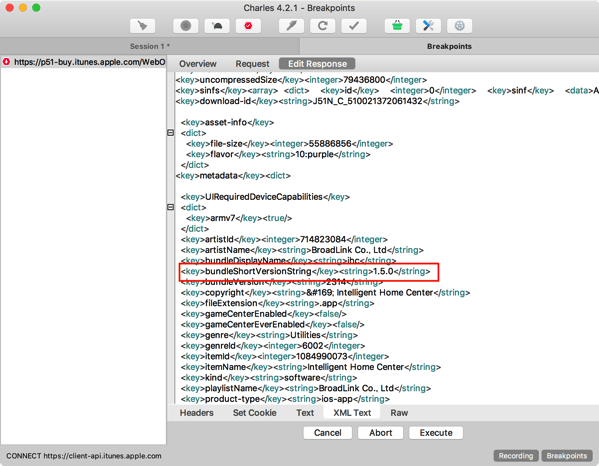 Charles 4.2.1 - Breakpoints
Session 1 *
Breakpoints
https://p51-buy.itunes.apple.com/WebO
Overview Request Edit Response
<key>uncompressedSize</key><integer>79436800</integer>
<key>sinfs</key><array> <dict> <key>id</key> <integer>0</integer> <key>sinf</key> <data>A
<key>download-id</key><string>J51N_C_510021372061432</string>
<key>asset-info</key>
<dict>
<key>file-size</key><integer>55886856</integer>
<key>flavor</key><string>10:purple</string>
</dict>
<key>metadata</key><dict>
<key>UIRequiredDeviceCapabilities</key>
<dict>
<key>armv7</key><true/>
</dict>
<key>artistId</key><integer>714823084</integer>
<key>artistName</key><string>BroadLink Co., Ltd</string>
<key>bundleDisplayName</key><string>ihc</string>
<key>bundleShortVersionString</key><string>1.5.0</string>
<key>bundleVersion</key><string>2314</string>
<key>copyright</key><string>&#169; Intelligent Home Center</string>
<key>fileExtension</key><string>.app</string>
<key>gameCenterEnabled</key><false/>
<key>gameCenterEverEnabled</key><false/>
<key>genre</key><string>Utilities</string>
<key>genreId</key><integer>6002</integer>
<key>itemId</key><integer>1084990073</integer>
<key>itemName</key><string>Intelligent Home Center</string>
<key>kind</key><string>software</string>
<key>playlistName</key><string>BroadLink Co., Ltd</string>
<key>product-type</key><string>ios-app</string>
Headers Set Cookie Text XML Text Raw
Cancel Abort Execute
CONNECT https://client-api.itunes.apple.com
Recording Breakpoints